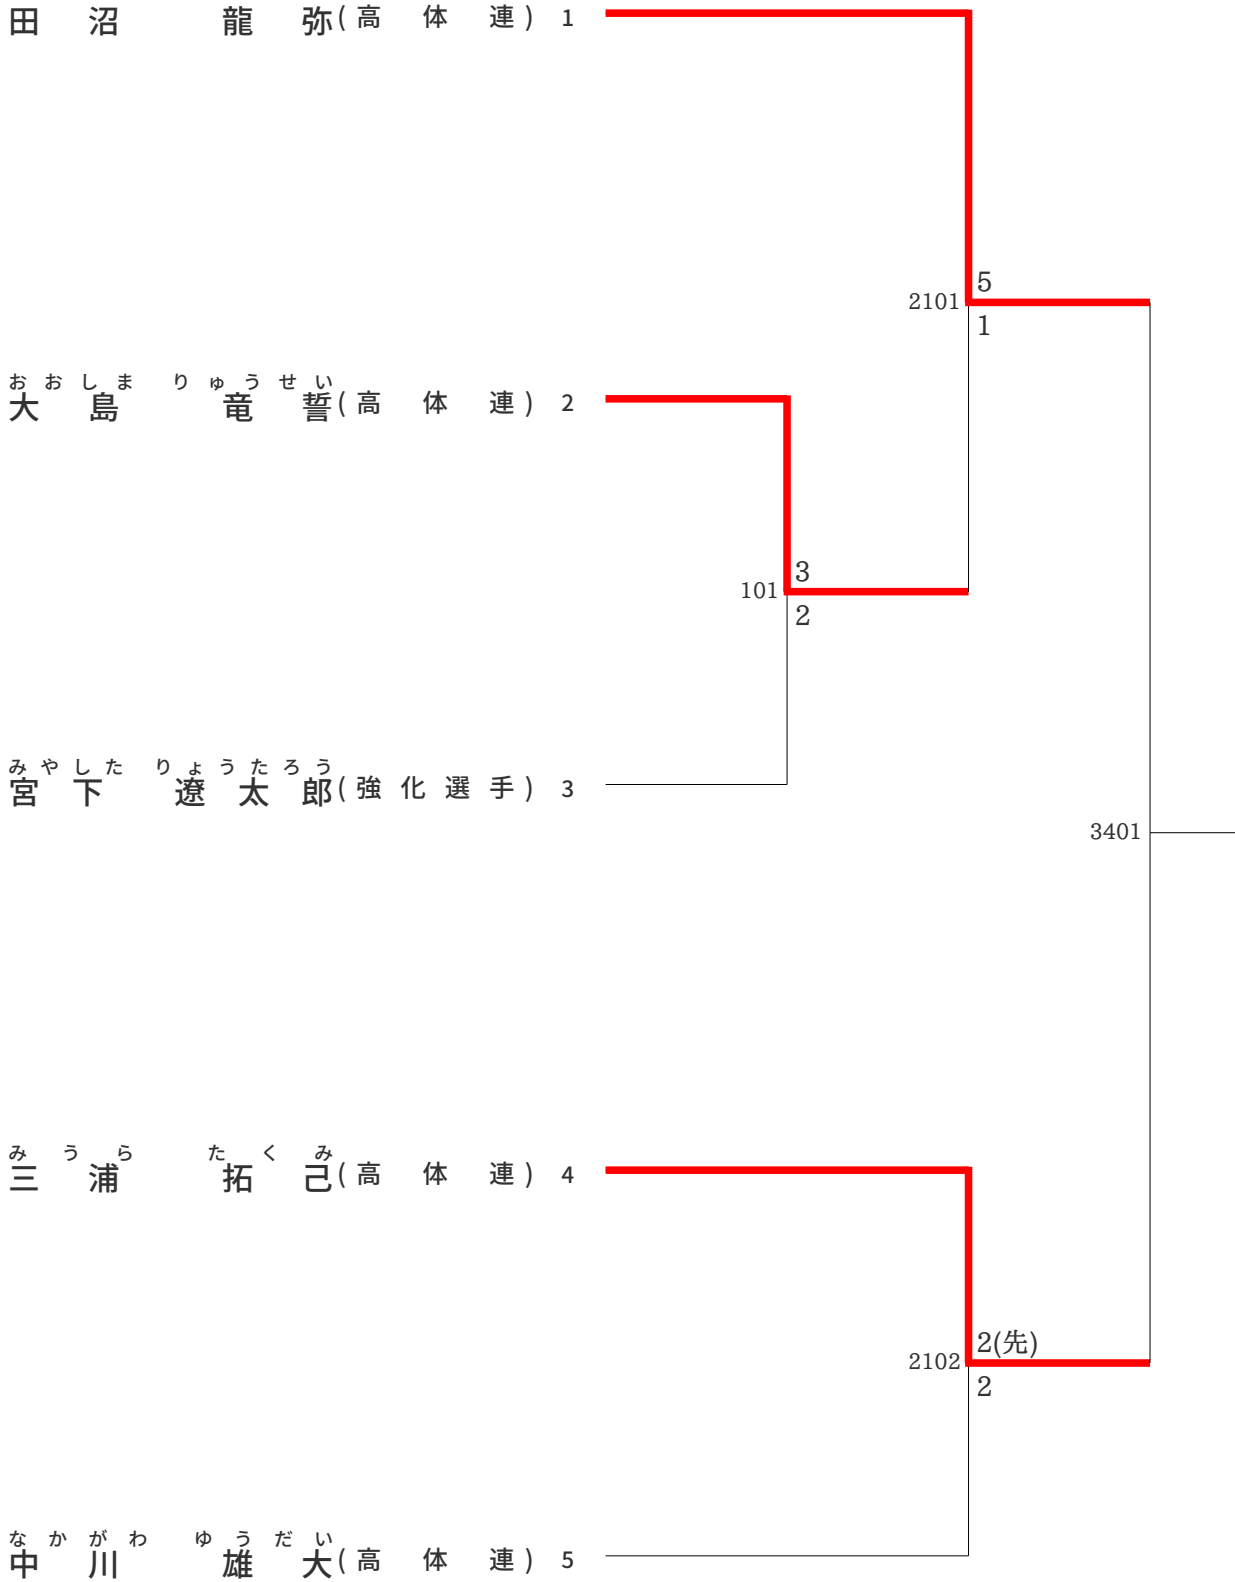 田沼 龍弥(高体連) 1
5
2101
1
おおしま りゅうせい
大島 竜誓(高体連) 2
3
101
2
みやした りょうたろう
宮下 遼太郎(強化選手) 3
3401
みうら たくみ
三浦 拓己(高体連) 4
2(先)
2102
2
なかがわ ゆうだい
中川 雄大(高体連) 5